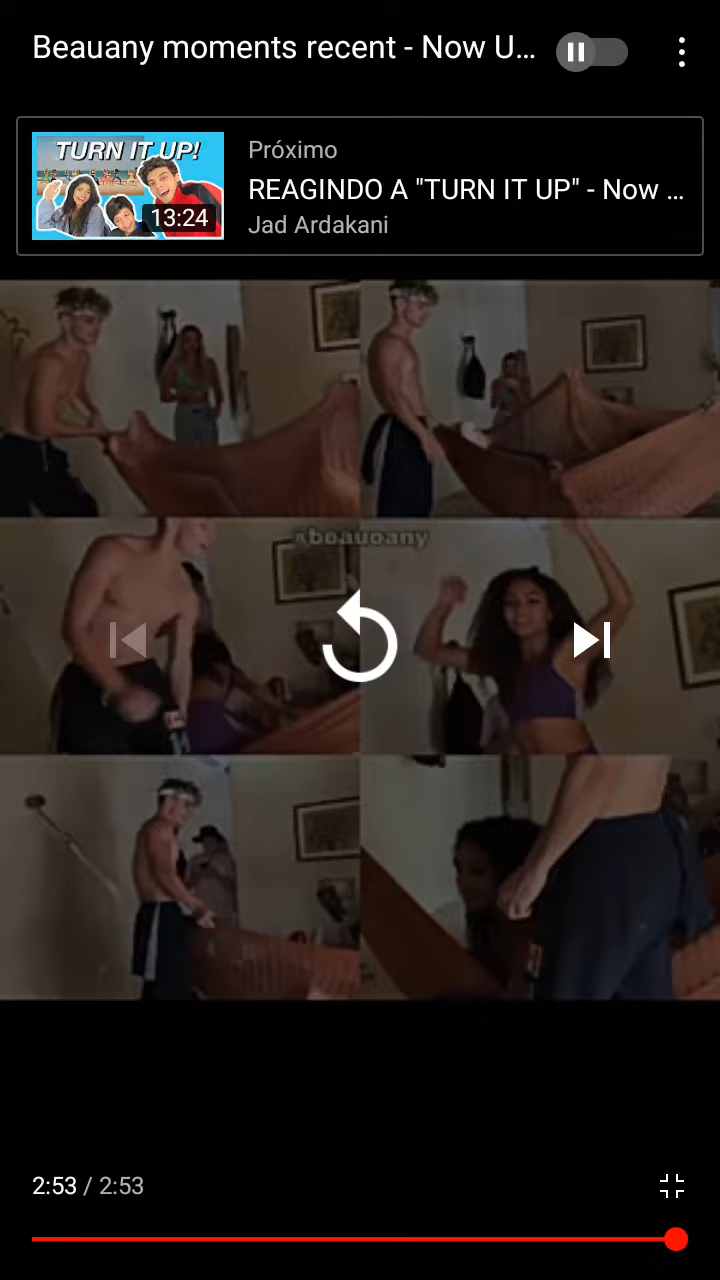 Beauany moments recent - Now U...
TURN IT UP!
13:24
Próximo
REAGINDO A "TURN IT UP" - Now ...
Jad Ardakani
2:53 / 2:53